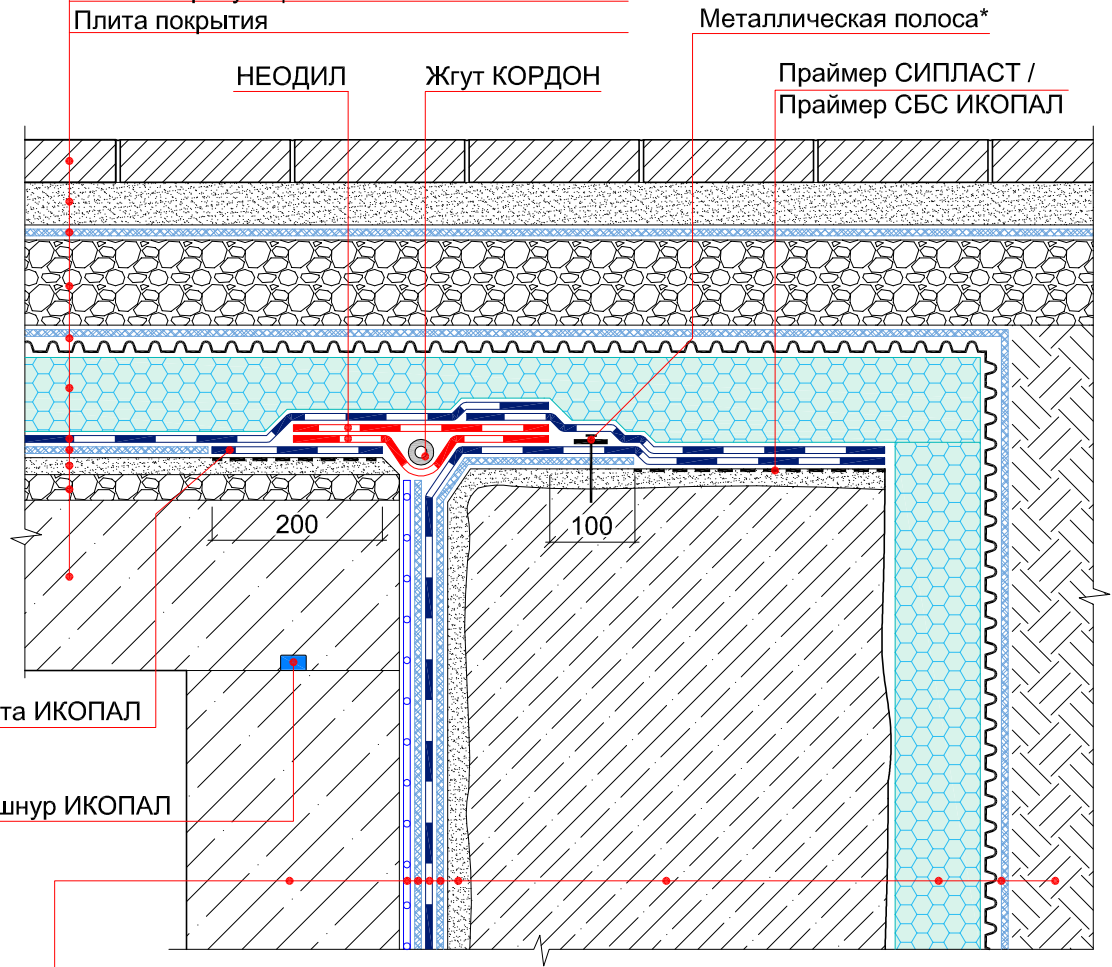 Плита покрытия
Металлическая полоса*
НЕОДИЛ
Жгут КОРДОН
Праймер СИПЛАСТ /
Праймер СБС ИКОПАЛ
200
100
та ИКОПАЛ
шнур ИКОПАЛ